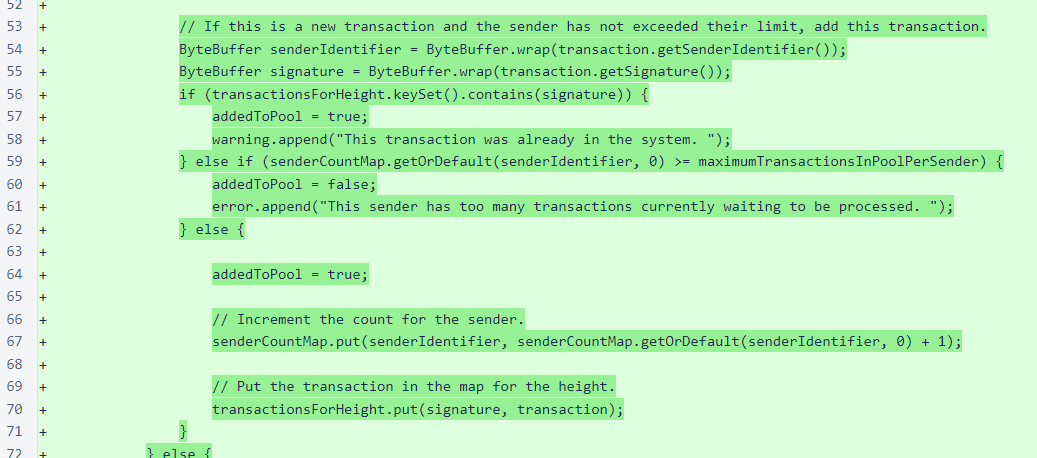 52 +
53 + // If this is a new transaction and the sender has not exceeded their limit, add this transaction.
54 + ByteBuffer senderIdentifier = ByteBuffer.wrap(transaction.getSenderIdentifier());
55 + ByteBuffer signature = ByteBuffer.wrap(transaction.getSignature());
56 + if (transactionsForHeight.keySet().contains(signature)) {
57 + addedToPool = true;
58 + warning.append("This transaction was already in the system. ");
59 + } else if (senderCountMap.getOrDefault(senderIdentifier, 0) >= maximumTransactionsInPoolPerSender) {
60 + addedToPool = false;
61 + error.append("This sender has too many transactions currently waiting to be processed. ");
62 + } else {
63 +
64 + addedToPool = true;
65 +
66 + // Increment the count for the sender.
67 + senderCountMap.put(senderIdentifier, senderCountMap.getOrDefault(senderIdentifier, 0) + 1);
68 +
69 + // Put the transaction in the map for the height.
70 + transactionsForHeight.put(signature, transaction);
71 + }
72 + } else {